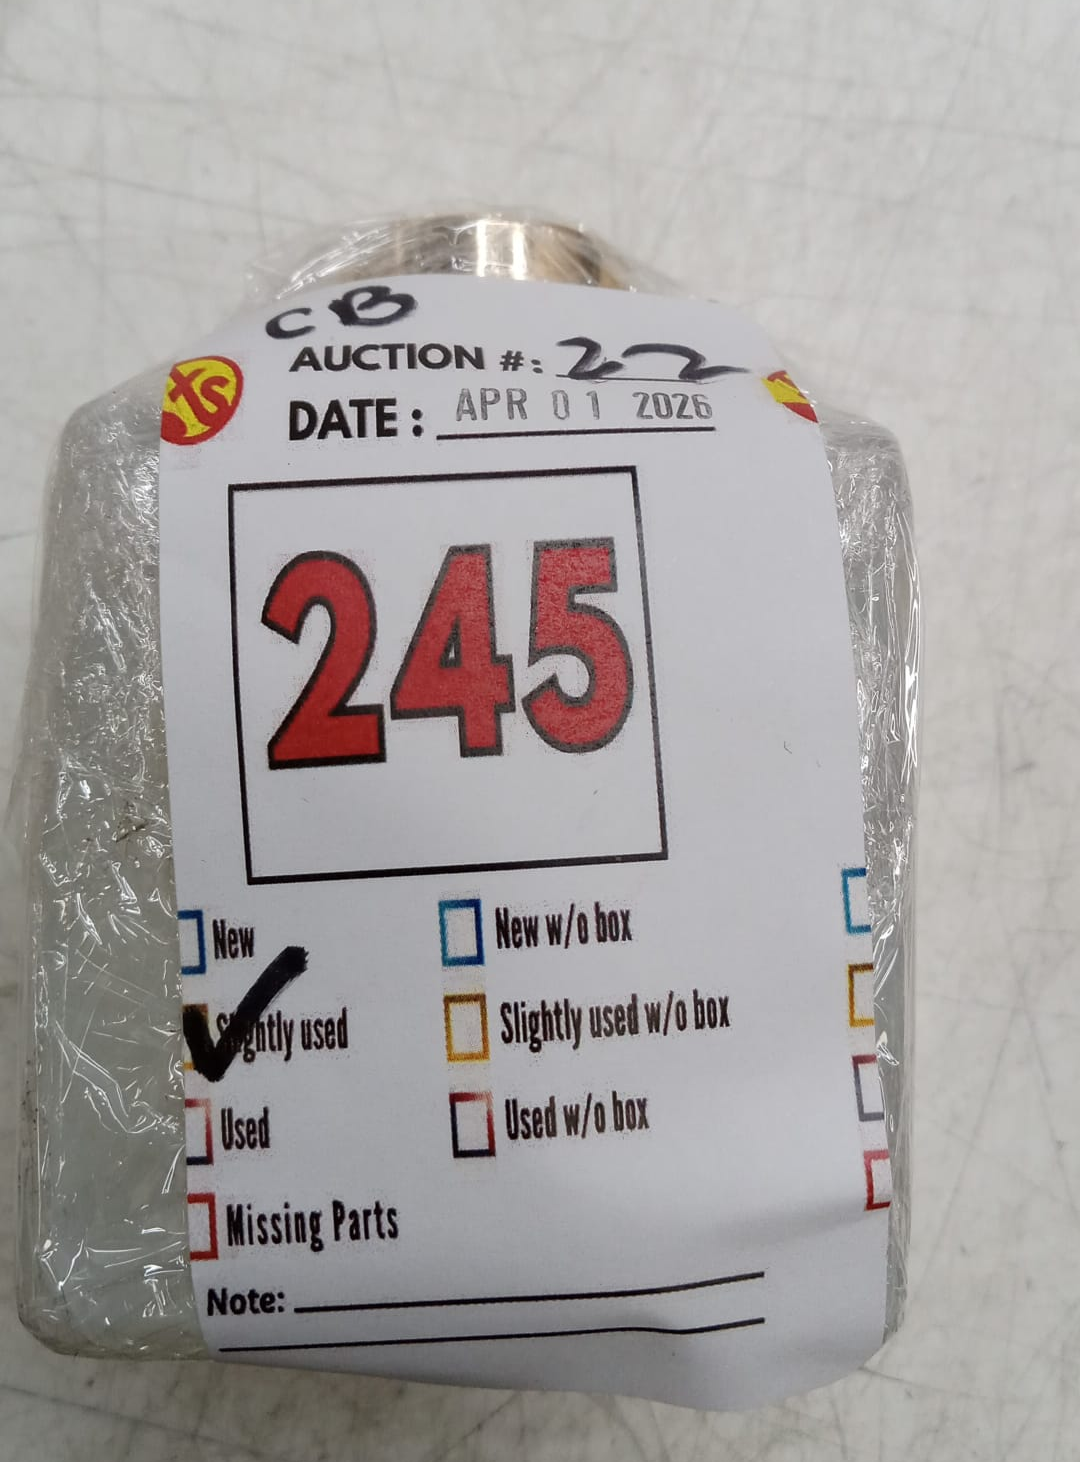 CB
AUCTION #: 22
DATE: APR 01 2026
ts
245
New
New w/o box
Slightly used
Slightly used w/o box
Used
Used w/o box
Missing Parts
Note: